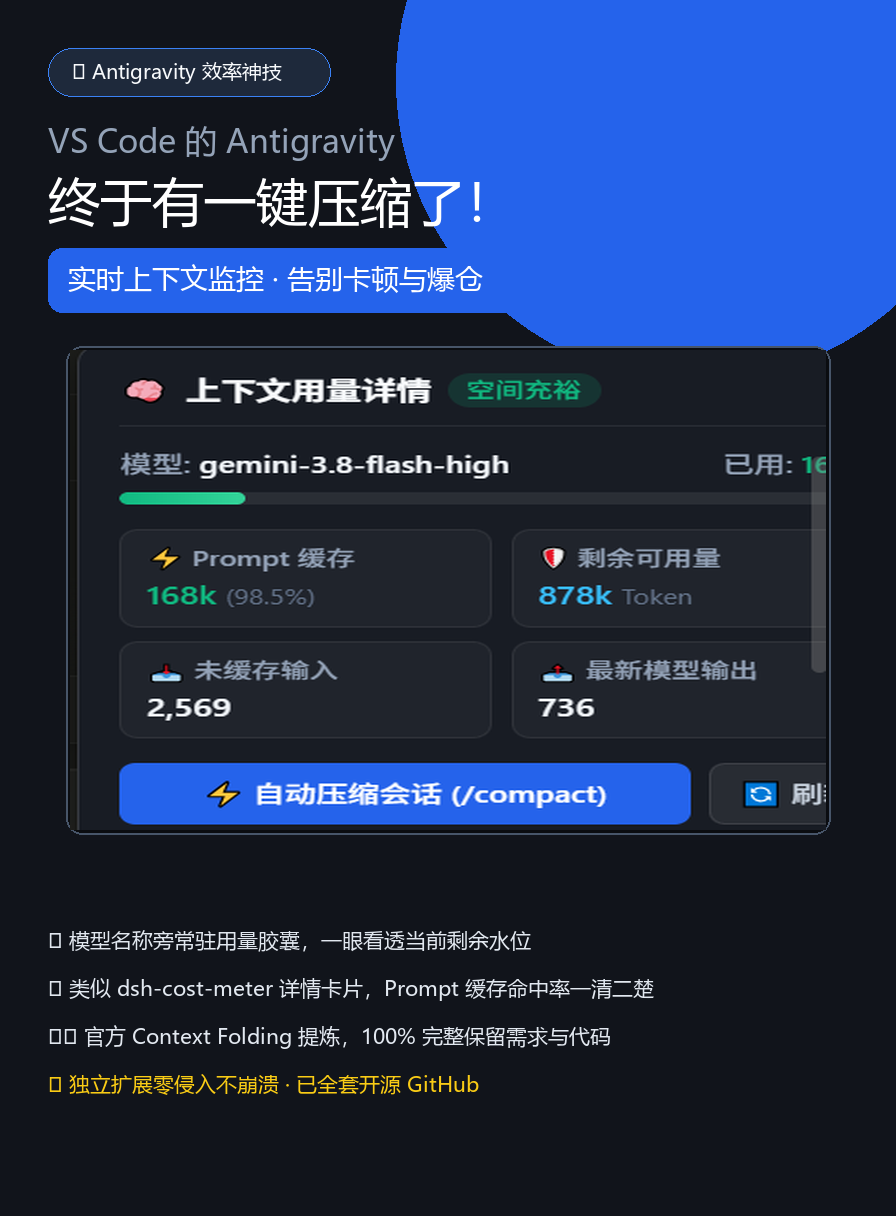 Antigravity 效率神技
VS Code 的 Antigravity
终于有一键压缩了！
实时上下文监控 · 告别卡顿与爆仓
上下文用量详情 空间充裕
模型: gemini-3.8-flash-high 已用: 16
Prompt 缓存 剩余可用量
168k (98.5%) 878k Token
未缓存输入 最新模型输出
2,569 736
自动压缩会话 (/compact)
模型名称旁常驻用量胶囊，一眼看透当前剩余水位
类似 dsh-cost-meter 详情卡片，Prompt 缓存命中率一清二楚
官方 Context Folding 提炼，100% 完整保留需求与代码
独立扩展零侵入不崩溃 · 已全套开源 GitHub